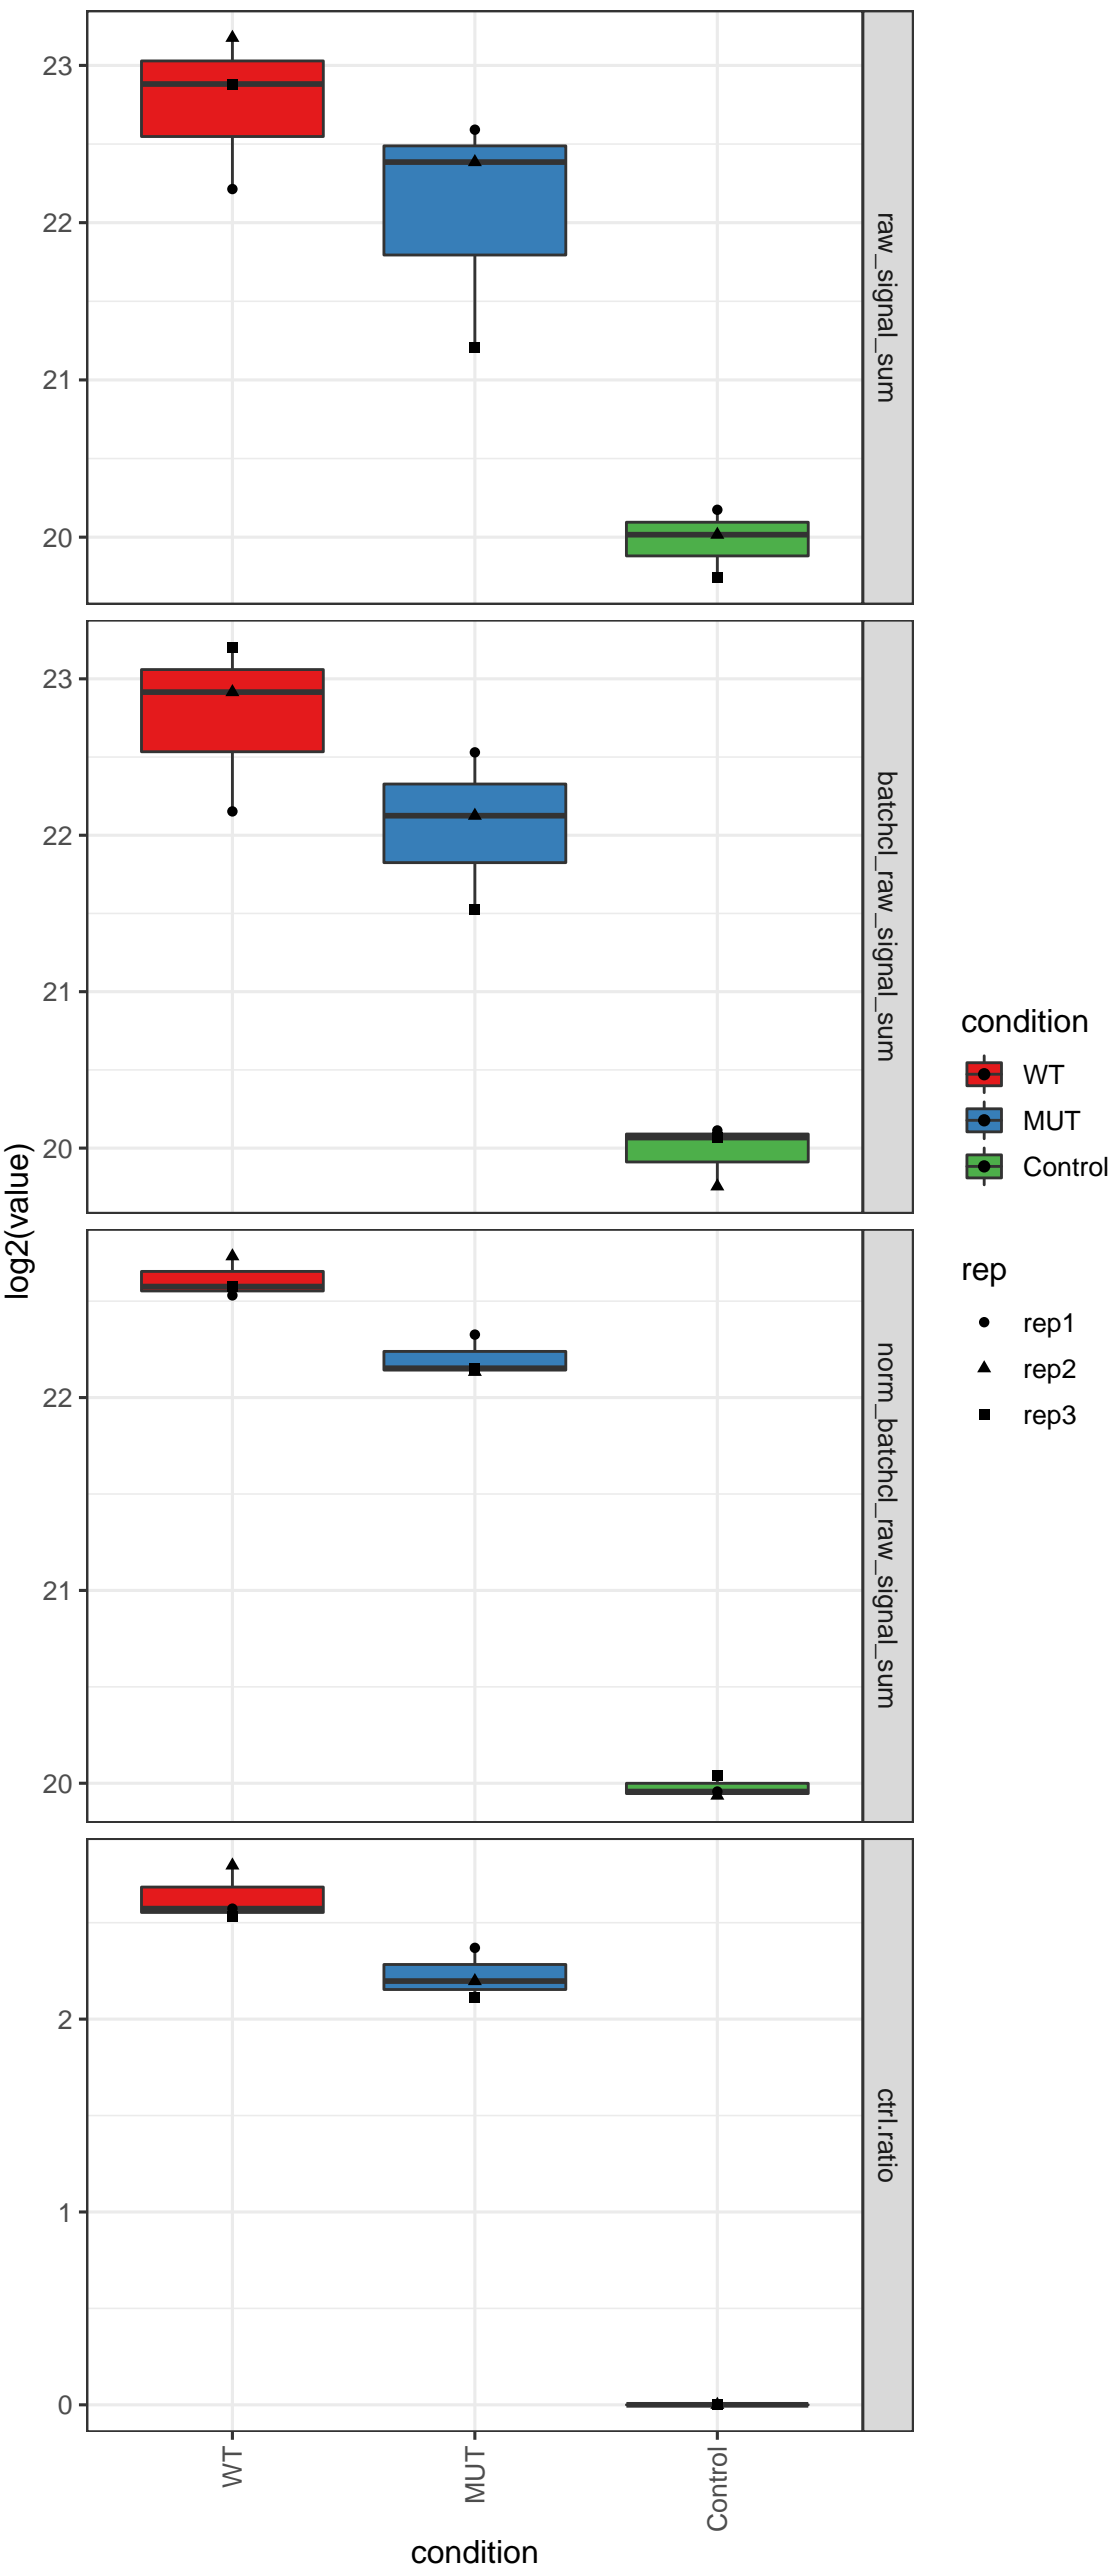 23
22
21
20
raw_signal_sum
23
22
21
20
batchcl_raw_signal_sum
22
21
20
norm_batchcl_raw_signal_sum
2
1
0
ctrl.ratio
log2(value)
WT
MUT
Control
condition
condition
WT
MUT
Control
rep
rep1
rep2
rep3